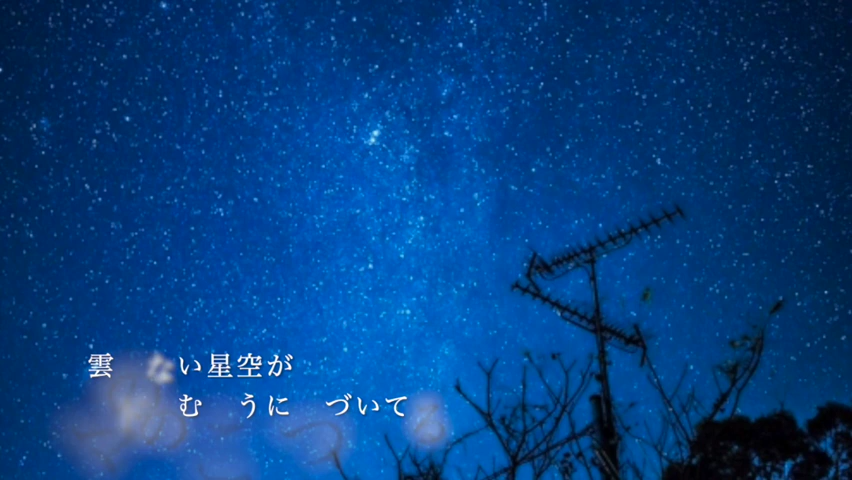 雲　ない星空が
む　うに　づいて